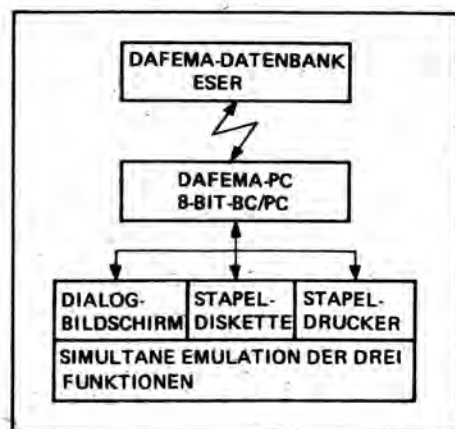 DAFEMA-DATENBANK
ESER
DAFEMA-PC
8-BIT-BC/PC
DIALOG-
BILDSCHIRM
STAPEL-
DISKETTE
STAPEL-
DRUCKER
SIMULTANE EMULATION DER DREI
FUNKTIONEN